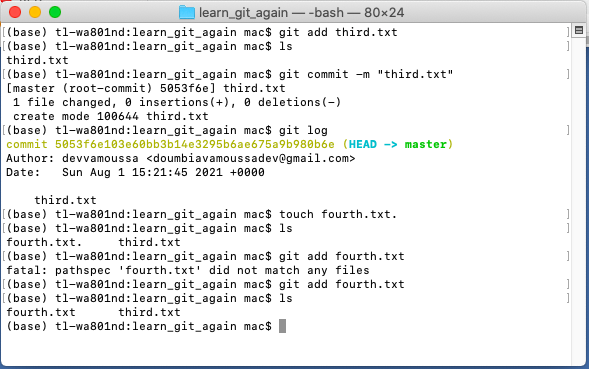 learn_git_again — -bash — 80×24
[(base) tl-wa801nd:learn_git_again mac$ git add third.txt ]
[(base) tl-wa801nd:learn_git_again mac$ ls ]
third.txt
[(base) tl-wa801nd:learn_git_again mac$ git commit -m "third.txt" ]
[master (root-commit) 5053f6e] third.txt
 1 file changed, 0 insertions(+), 0 deletions(-)
 create mode 100644 third.txt
[(base) tl-wa801nd:learn_git_again mac$ git log ]
commit 5053f6e103e60bb3b14e3295b6ae675a9b980b6e (HEAD -> master)
Author: devvamoussa <doumbiavamoussadev@gmail.com>
Date:   Sun Aug 1 15:21:45 2021 +0000
    third.txt
[(base) tl-wa801nd:learn_git_again mac$ touch fourth.txt. ]
[(base) tl-wa801nd:learn_git_again mac$ ls ]
fourth.txt.     third.txt
[(base) tl-wa801nd:learn_git_again mac$ git add fourth.txt ]
fatal: pathspec 'fourth.txt' did not match any files
[(base) tl-wa801nd:learn_git_again mac$ git add fourth.txt ]
[(base) tl-wa801nd:learn_git_again mac$ ls ]
fourth.txt      third.txt
(base) tl-wa801nd:learn_git_again mac$